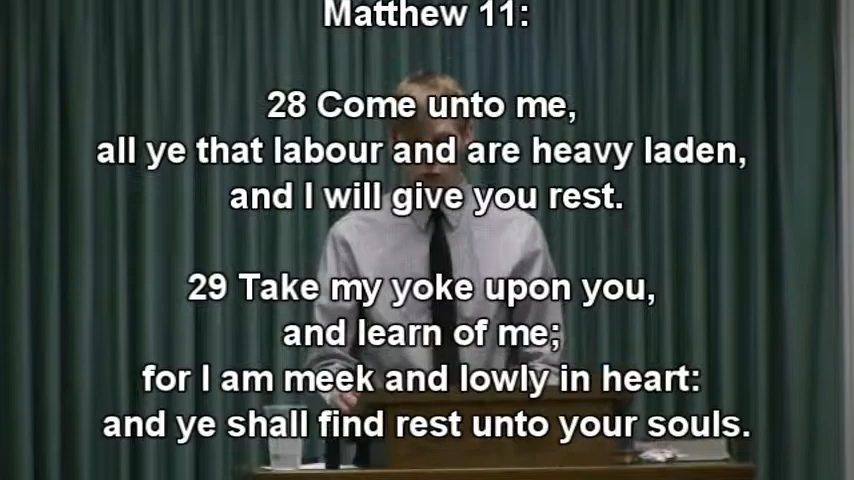 Matthew 11:
28 Come unto me,
all ye that labour and are heavy laden,
and I will give you rest.
29 Take my yoke upon you,
and learn of me;
for I am meek and lowly in heart:
and ye shall find rest unto your souls.